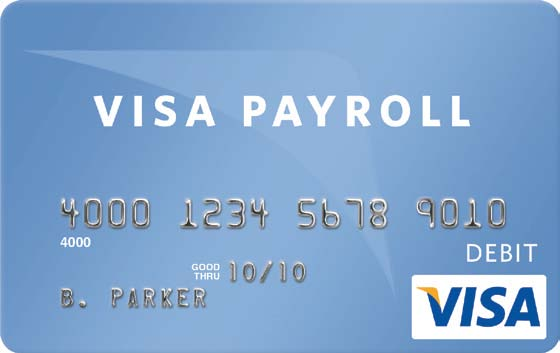 VISA PAYROLL
4000 1234 5678 9010
4000
DEBIT
GOOD THRU 10/10
B. PARKER
VISA